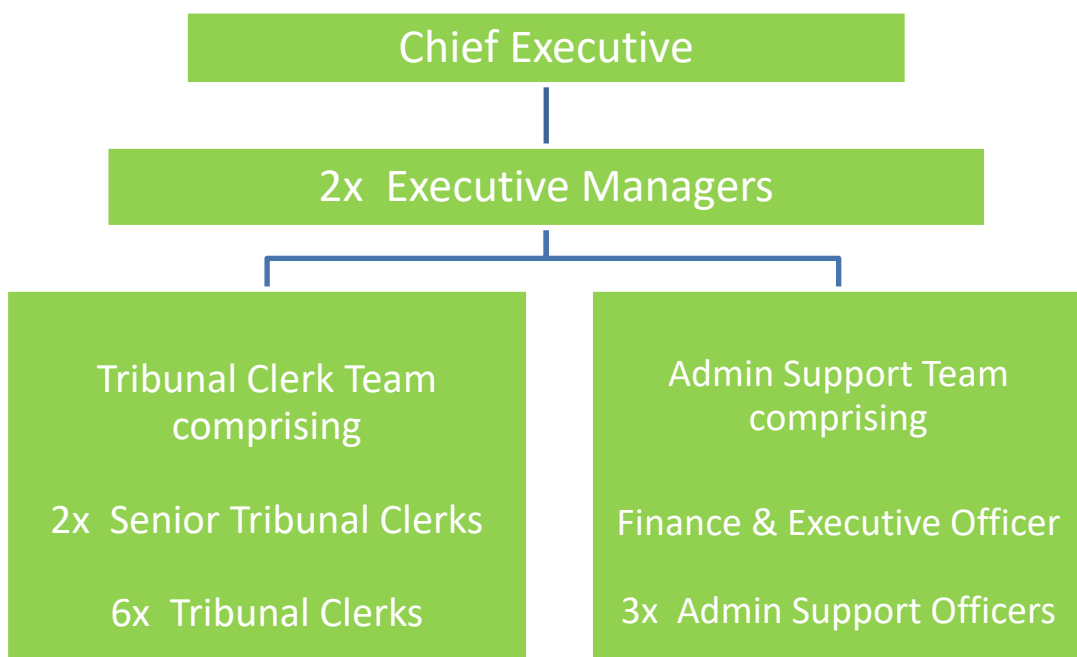 Chief Executive
2x Executive Managers
Tribunal Clerk Team
comprising
2x Senior Tribunal Clerks
6x Tribunal Clerks
Admin Support Team
comprising
Finance & Executive Officer
3x Admin Support Officers